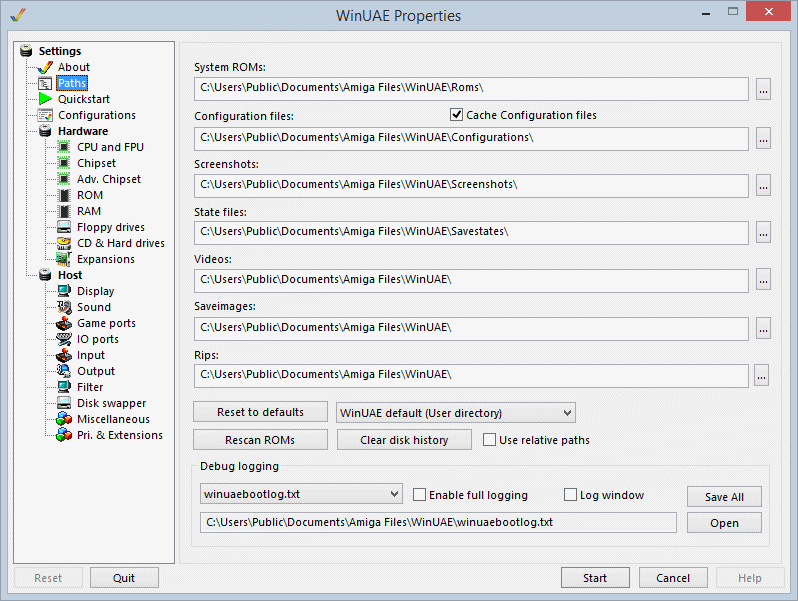 WinUAE Properties
Settings
About
Paths
Quickstart
Configurations
Hardware
CPU and FPU
Chipset
Adv. Chipset
ROM
RAM
Floppy drives
CD & Hard drives
Expansions
Host
Display
Sound
Game ports
IO ports
Input
Output
Filter
Disk swapper
Miscellaneous
Pri. & Extensions
System ROMs:
C:\Users\Public\Documents\Amiga Files\WinUAE\Roms\
...
Configuration files:
Cache Configuration files
C:\Users\Public\Documents\Amiga Files\WinUAE\Configurations\
...
Screenshots:
C:\Users\Public\Documents\Amiga Files\WinUAE\Screenshots\
...
State files:
C:\Users\Public\Documents\Amiga Files\WinUAE\Savestates\
...
Videos:
C:\Users\Public\Documents\Amiga Files\WinUAE\
...
Saveimages:
C:\Users\Public\Documents\Amiga Files\WinUAE\
...
Rips:
C:\Users\Public\Documents\Amiga Files\WinUAE\
...
Reset to defaults
WinUAE default (User directory)
Rescan ROMs
Clear disk history
Use relative paths
Debug logging
winuaebootlog.txt
Enable full logging
Log window
Save All
C:\Users\Public\Documents\Amiga Files\WinUAE\winuaebootlog.txt
Open
Reset
Quit
Start
Cancel
Help